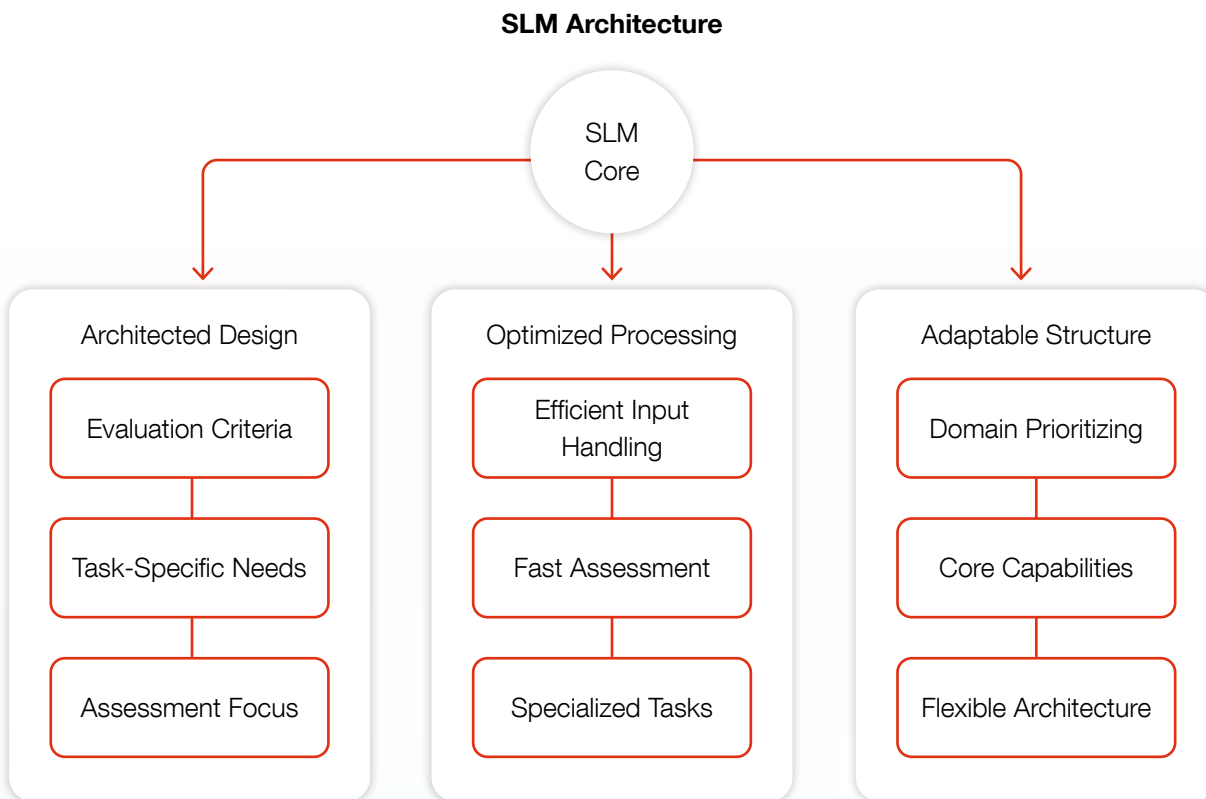 SLM Architecture
SLM
Core
Architected Design
Evaluation Criteria
Task-Specific Needs
Assessment Focus
Optimized Processing
Efficient Input
Handling
Fast Assessment
Specialized Tasks
Adaptable Structure
Domain Prioritizing
Core Capabilities
Flexible Architecture